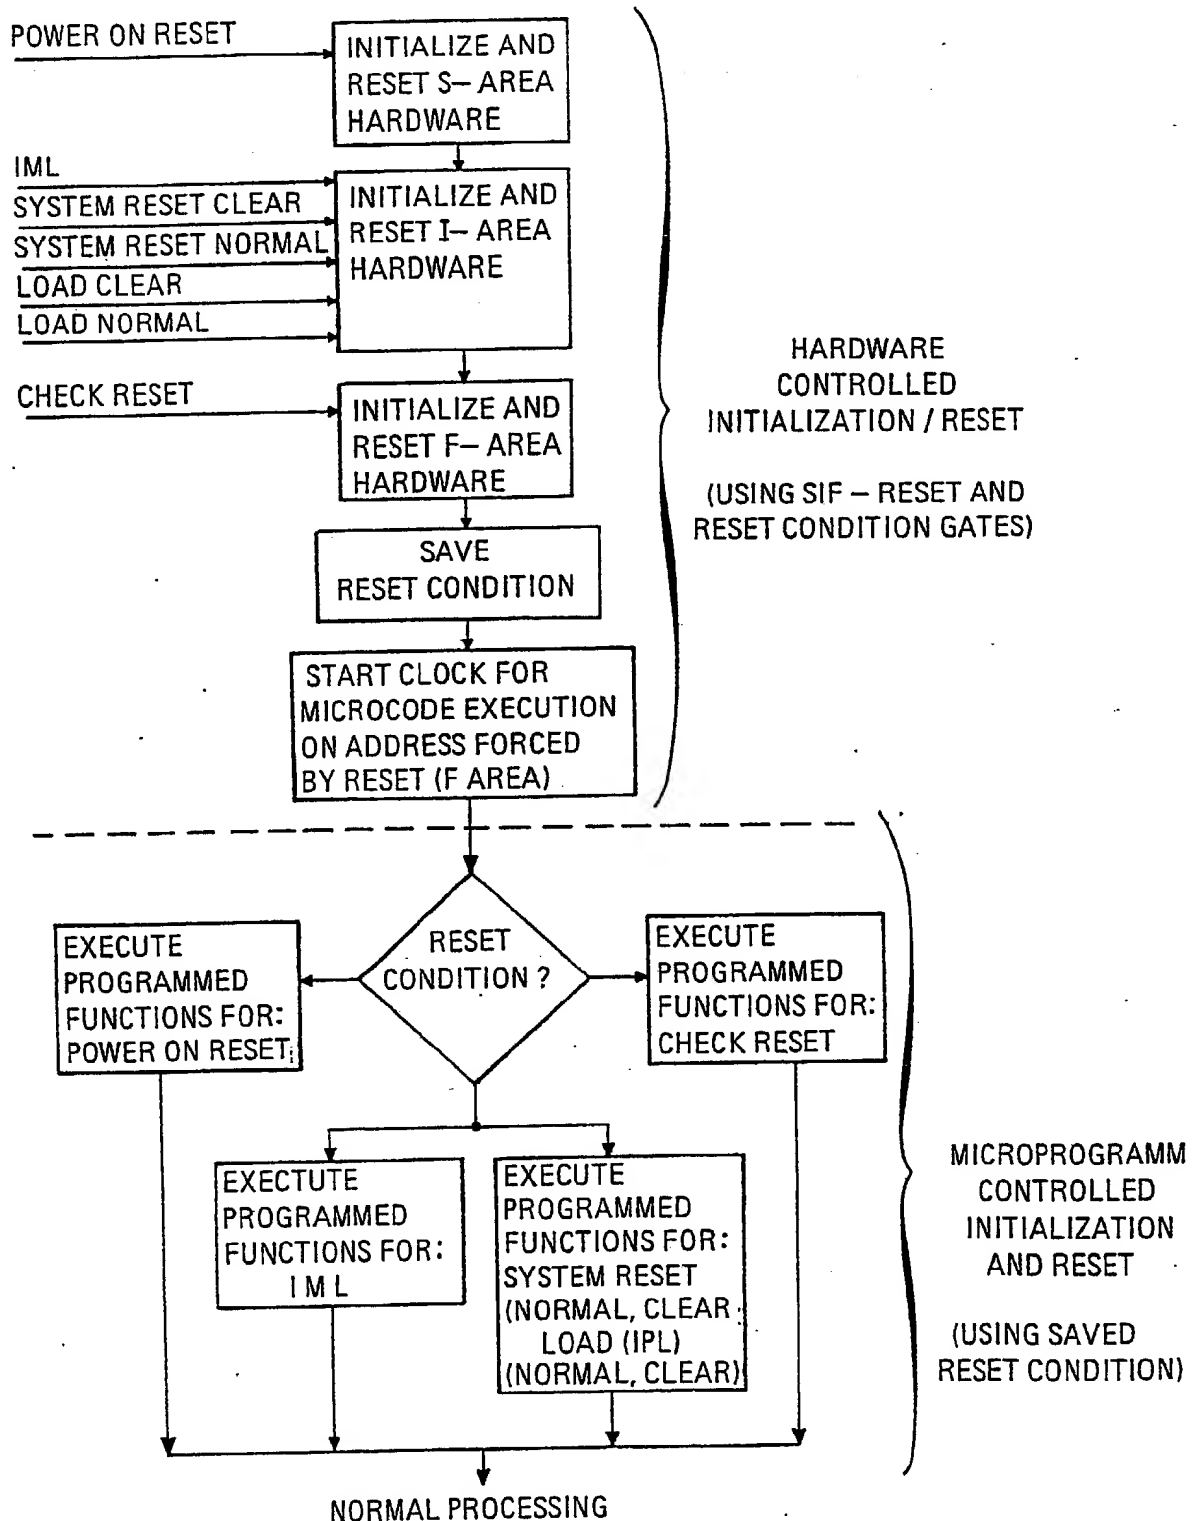 POWER ON RESET
INITIALIZE AND
RESET S– AREA
HARDWARE
IML
SYSTEM RESET CLEAR
SYSTEM RESET NORMAL
LOAD CLEAR
LOAD NORMAL
INITIALIZE AND
RESET I– AREA
HARDWARE
CHECK RESET
INITIALIZE AND
RESET F– AREA
HARDWARE
SAVE
RESET CONDITION
START CLOCK FOR
MICROCODE EXECUTION
ON ADDRESS FORCED
BY RESET (F AREA)
HARDWARE
CONTROLLED
INITIALIZATION / RESET
(USING SIF – RESET AND
RESET CONDITION GATES)
RESET
CONDITION ?
EXECUTE
PROGRAMMED
FUNCTIONS FOR:
POWER ON RESET
EXECUTE
PROGRAMMED
FUNCTIONS FOR:
CHECK RESET
EXECTUTE
PROGRAMMED
FUNCTIONS FOR:
I M L
EXECUTE
PROGRAMMED
FUNCTIONS FOR:
SYSTEM RESET
(NORMAL, CLEAR
LOAD (IPL)
(NORMAL, CLEAR)
MICROPROGRAMM
CONTROLLED
INITIALIZATION
AND RESET
(USING SAVED
RESET CONDITION)
NORMAL PROCESSING